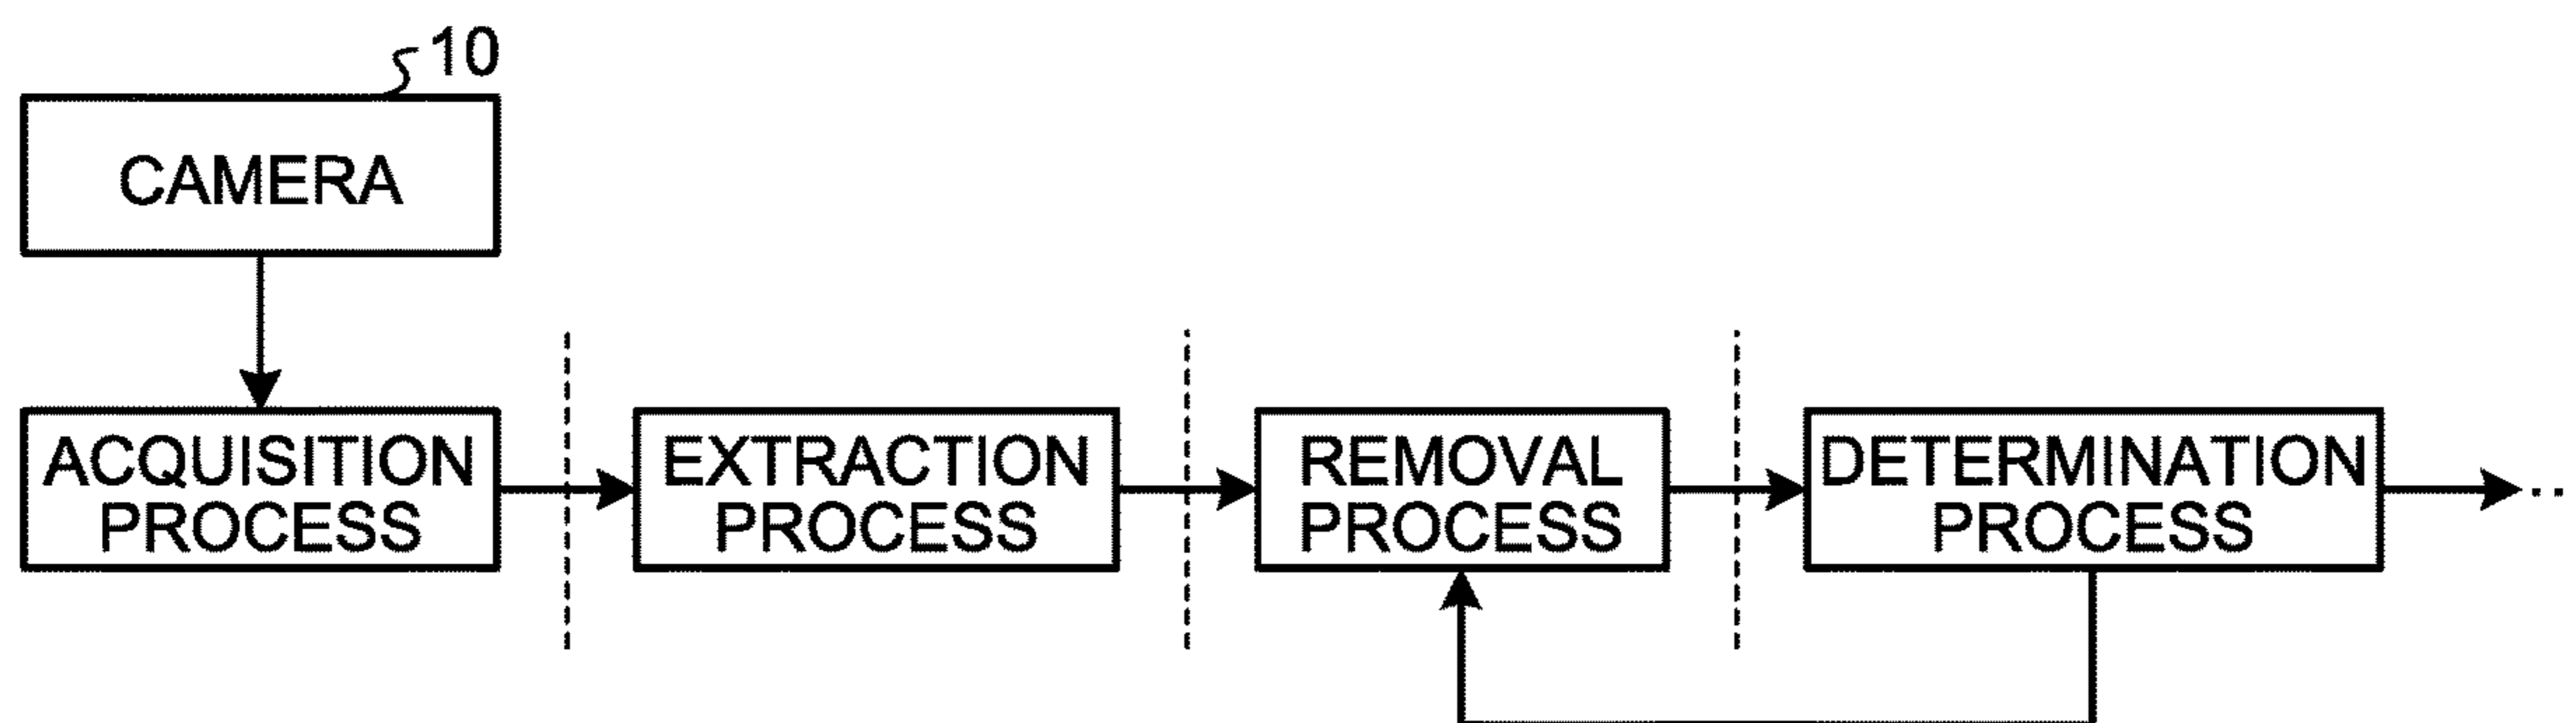 10
CAMERA
ACQUISITION
PROCESS
EXTRACTION
PROCESS
REMOVAL
PROCESS
DETERMINATION
PROCESS
..